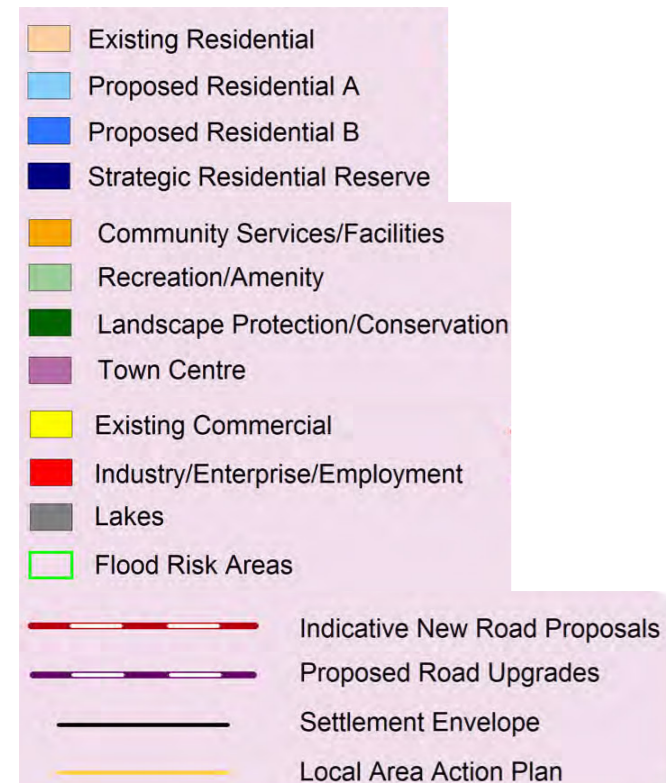 Existing Residential
Proposed Residential A
Proposed Residential B
Strategic Residential Reserve
Community Services/Facilities
Recreation/Amenity
Landscape Protection/Conservation
Town Centre
Existing Commercial
Industry/Enterprise/Employment
Lakes
Flood Risk Areas
Indicative New Road Proposals
Proposed Road Upgrades
Settlement Envelope
Local Area Action Plan